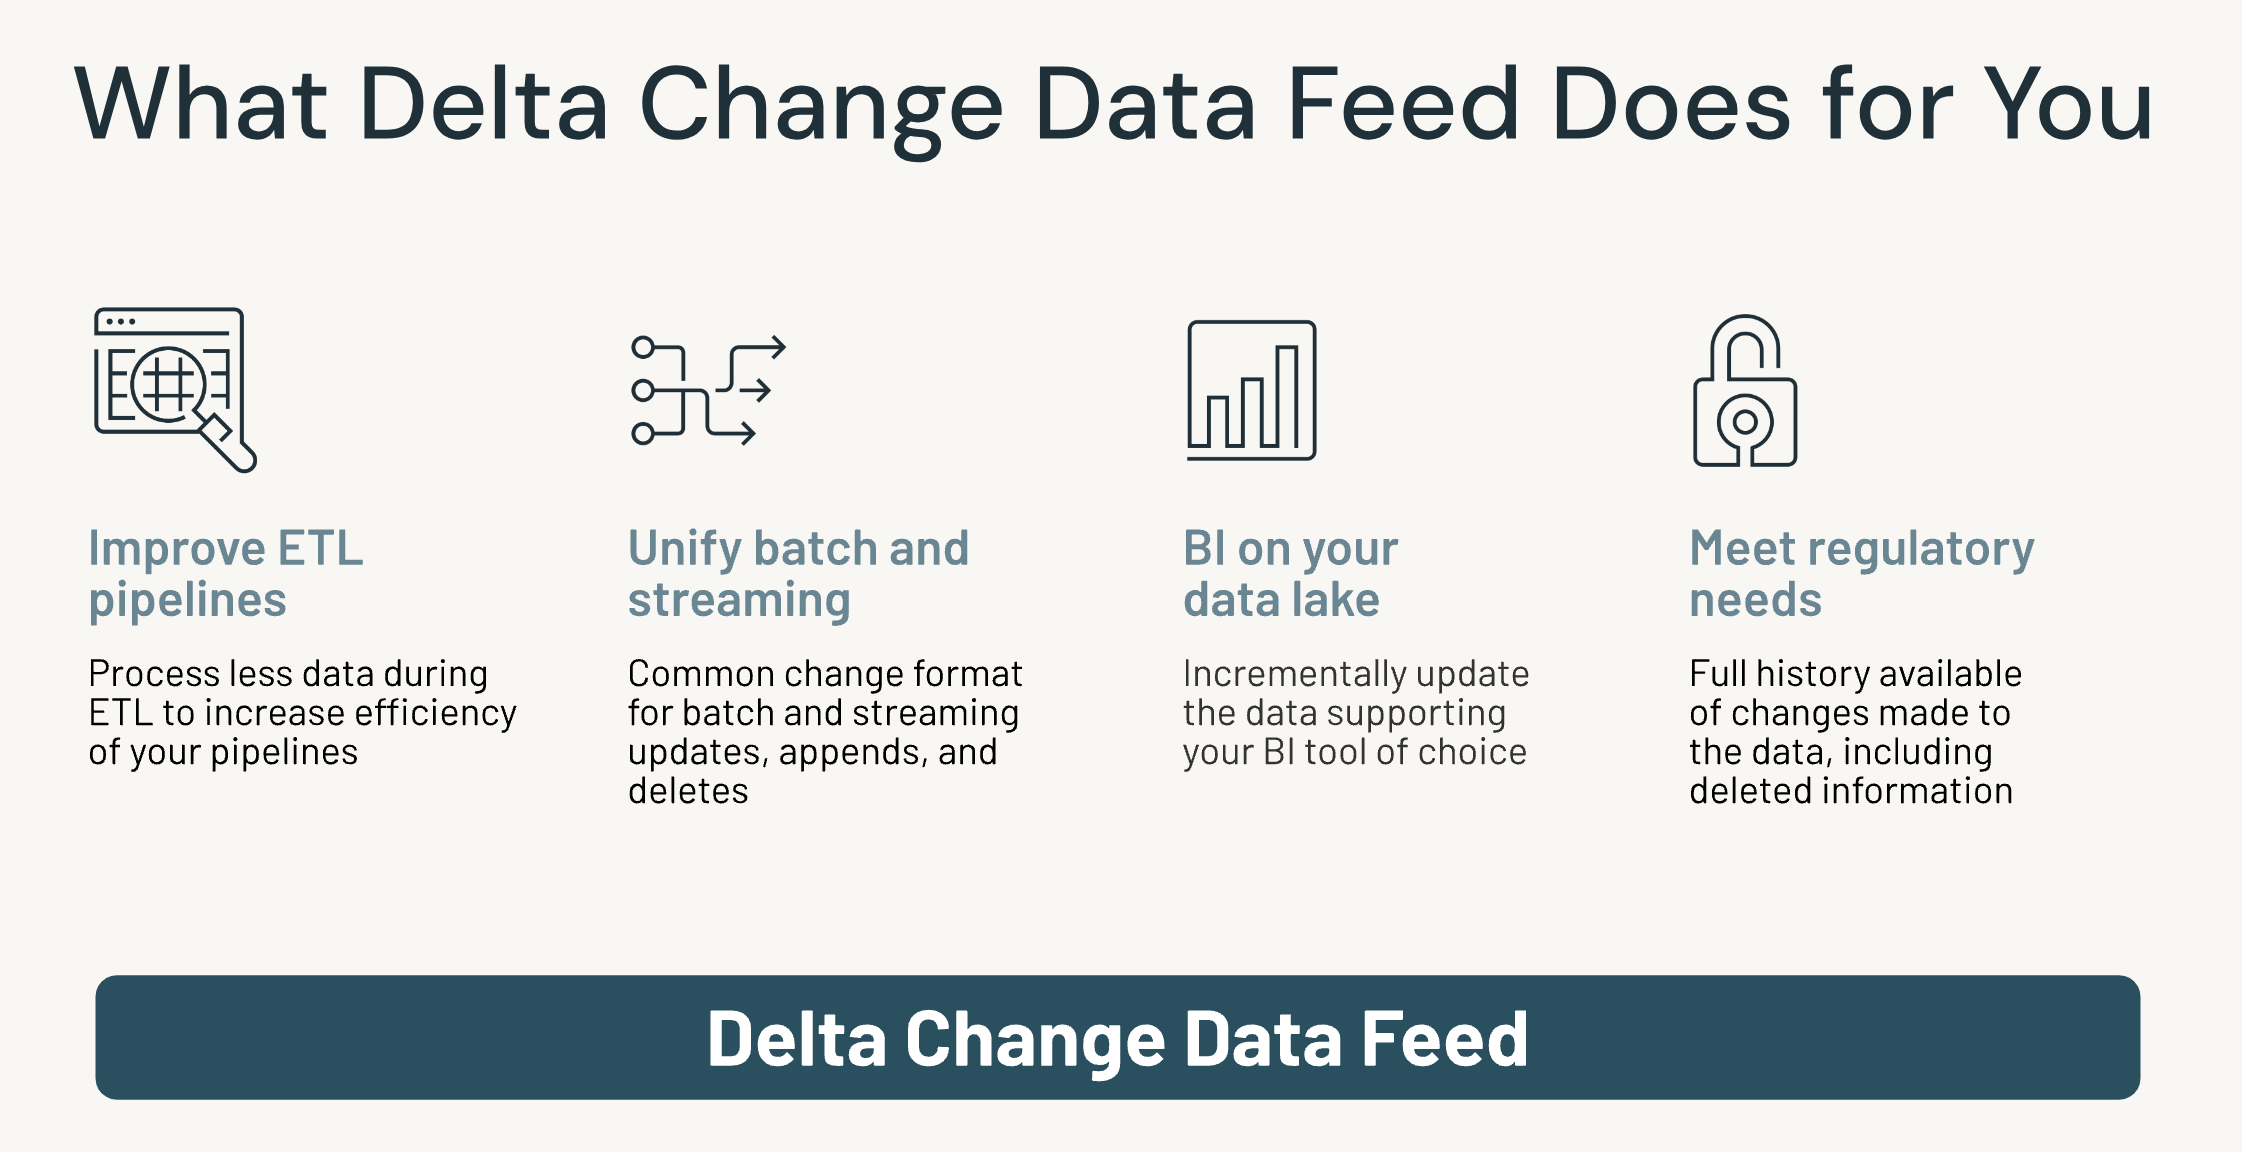 What Delta Change Data Feed Does for You
Improve ETL
pipelines
Process less data during
ETL to increase efficiency
of your pipelines
Unify batch and
streaming
Common change format
for batch and streaming
updates, appends, and
deletes
BI on your
data lake
Incrementally update
the data supporting
your BI tool of choice
Meet regulatory
needs
Full history available
of changes made to
the data, including
deleted information
Delta Change Data Feed